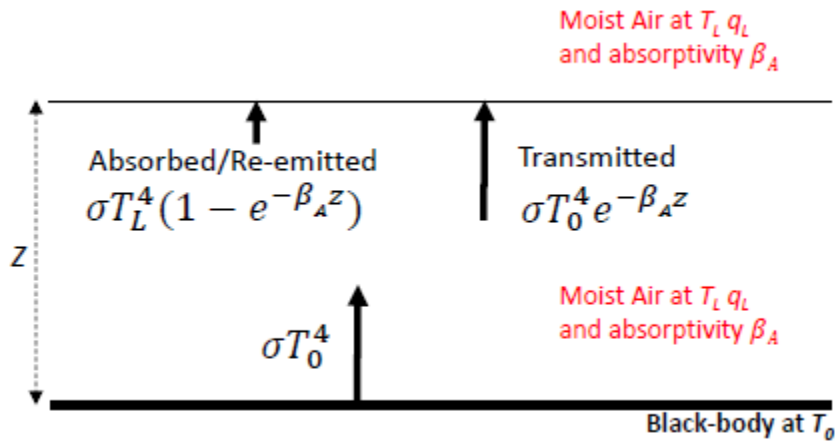 Moist Air at T_L q_L
and absorptivity β_A
Absorbed/Re-emitted
Transmitted
σT_L^4(1 − e^{−β_A z})
σT_0^4 e^{−β_A z}
z
Moist Air at T_L q_L
and absorptivity β_A
σT_0^4
Black-body at T_0